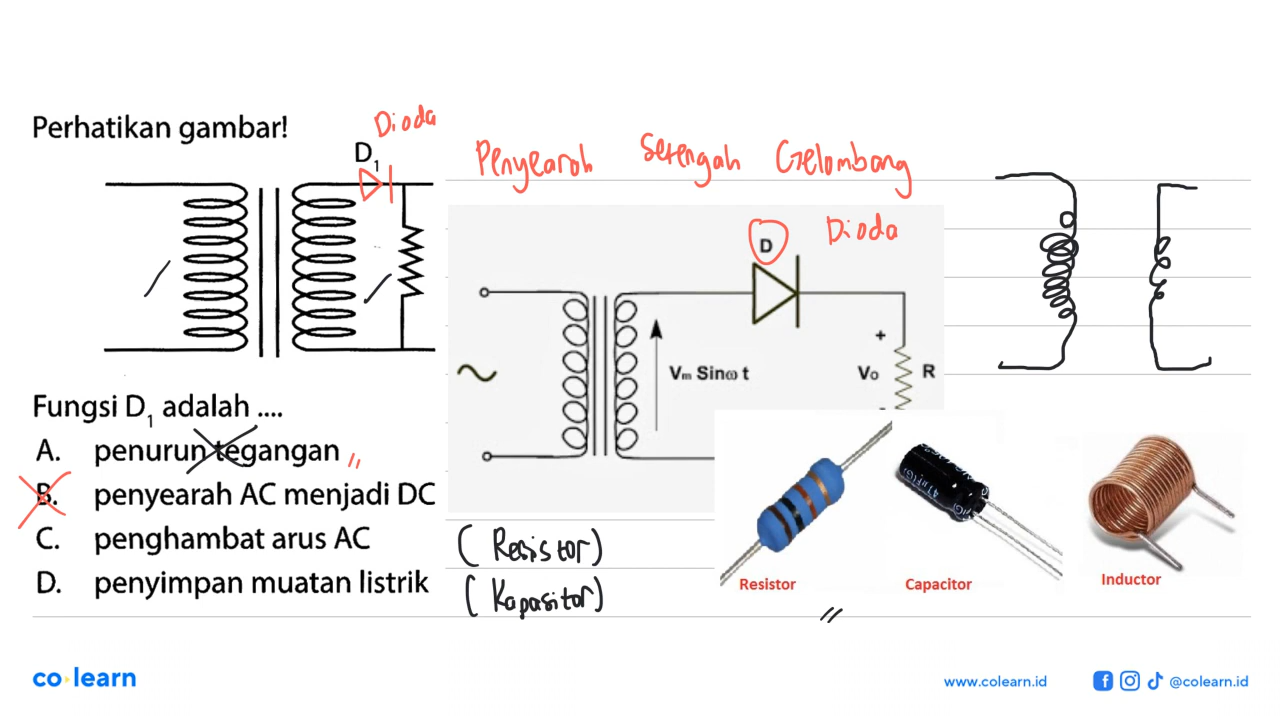 Perhatikan gambar!
Dioda
D1
Penyearah Setengah Gelombang
D
Dioda
Vm Sinω t
+
Vo
R
Fungsi D1 adalah ....
A. penurun tegangan
B. penyearah AC menjadi DC
C. penghambat arus AC
D. penyimpan muatan listrik
(Resistor)
(Kapasitor)
Resistor
Capacitor
Inductor
co learn
www.colearn.id
@colearn.id